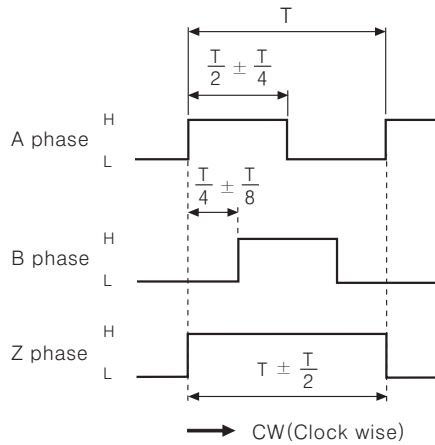 T
T/2 ± T/4
H
A phase
L
T/4 ± T/8
H
B phase
L
H
Z phase
L
T ± T/2
CW(Clock wise)